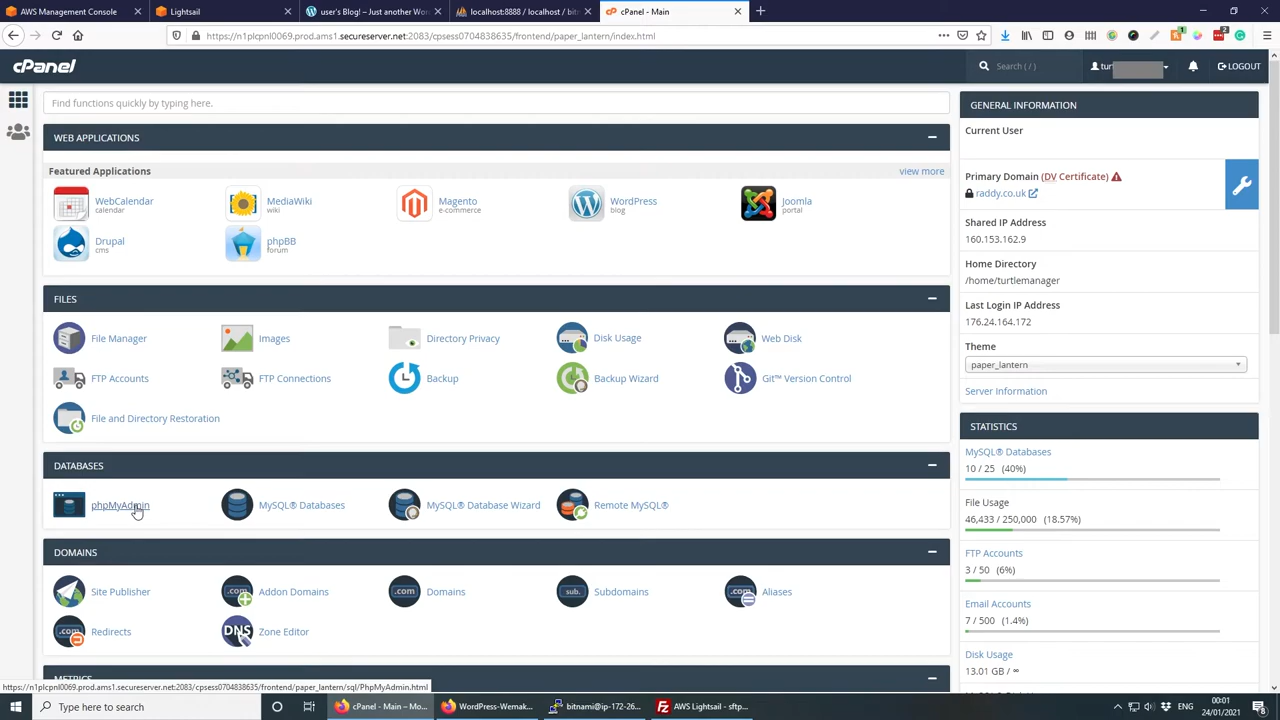 AWS Management Console
Lightsail
user's Blog! – Just another Wor
localhost:8888 / localhost / bit
cPanel - Main
https://n1plcpnl0069.prod.ams1.secureserver.net:2083/cpsess0704838635/frontend/paper_lantern/index.html
cPanel
Search ( / )
tur
LOGOUT
Find functions quickly by typing here.
WEB APPLICATIONS
Featured Applications
view more
WebCalendar
calendar
MediaWiki
wiki
Magento
e-commerce
WordPress
blog
Joomla
portal
Drupal
cms
phpBB
forum
FILES
File Manager
Images
Directory Privacy
Disk Usage
Web Disk
FTP Accounts
FTP Connections
Backup
Backup Wizard
Git™ Version Control
File and Directory Restoration
DATABASES
phpMyAdmin
MySQL® Databases
MySQL® Database Wizard
Remote MySQL®
DOMAINS
.com
Site Publisher
.com
Addon Domains
.com
Domains
sub.
Subdomains
.com
Aliases
.com
Redirects
DNS
Zone Editor
METRICS
GENERAL INFORMATION
Current User
Primary Domain (DV Certificate)
raddy.co.uk
Shared IP Address
160.153.162.9
Home Directory
/home/turtlemanager
Last Login IP Address
176.24.164.172
Theme
paper_lantern
Server Information
STATISTICS
MySQL® Databases
10 / 25 (40%)
File Usage
46,433 / 250,000 (18.57%)
FTP Accounts
3 / 50 (6%)
Email Accounts
7 / 500 (1.4%)
Disk Usage
13.01 GB / ∞
https://n1plcpnl0069.prod.ams1.secureserver.net:2083/cpsess0704838635/frontend/paper_lantern/sql/PhpMyAdmin.html
Type here to search
cPanel - Main — Mo...
WordPress-Wemak...
bitnami@ip-172-26...
AWS Lightsail - sftp...
ENG
00:01
24/01/2021